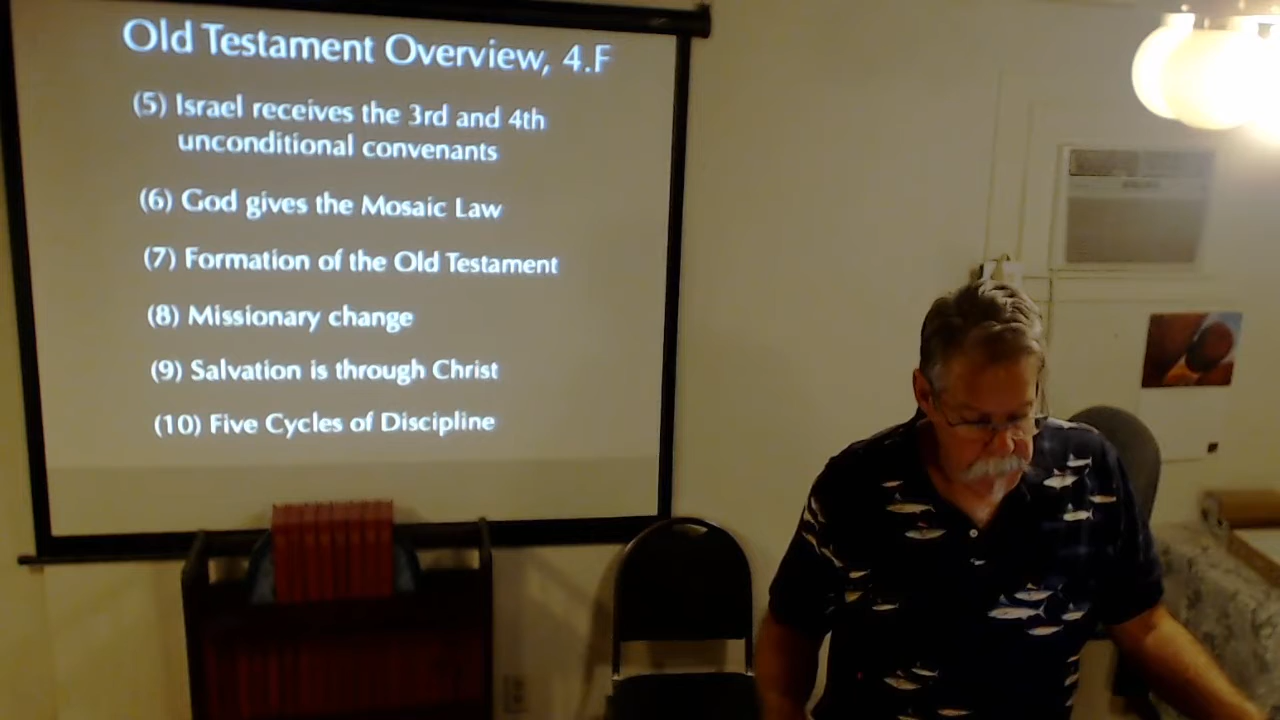 Old Testament Overview, 4.F
(5) Israel receives the 3rd and 4th
unconditional convenants
(6) God gives the Mosaic Law
(7) Formation of the Old Testament
(8) Missionary change
(9) Salvation is through Christ
(10) Five Cycles of Discipline